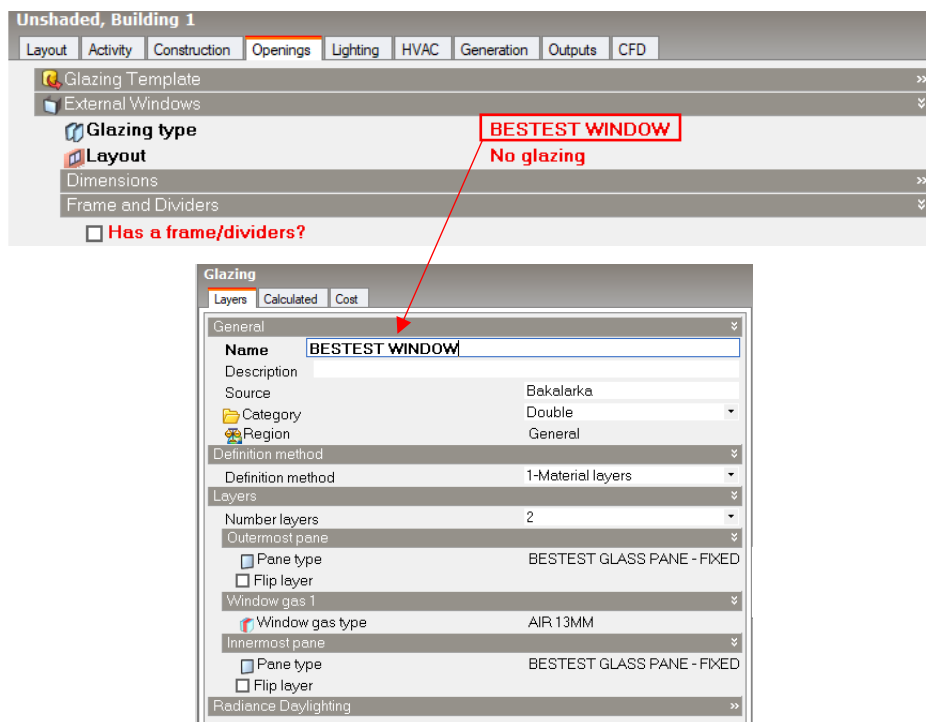 Unshaded, Building 1
Layout Activity Construction Openings Lighting HVAC Generation Outputs CFD
Glazing Template
External Windows
Glazing type BESTEST WINDOW
Layout No glazing
Dimensions
Frame and Dividers
Has a frame/dividers?
Glazing
Layers Calculated Cost
General
Name BESTEST WINDOW
Description
Source Bakalarka
Category Double
Region General
Definition method
Definition method 1-Material layers
Layers
Number layers 2
Outermost pane
Pane type BESTEST GLASS PANE - FIXED
Flip layer
Window gas 1
Window gas type AIR 13MM
Innermost pane
Pane type BESTEST GLASS PANE - FIXED
Flip layer
Radiance Daylighting